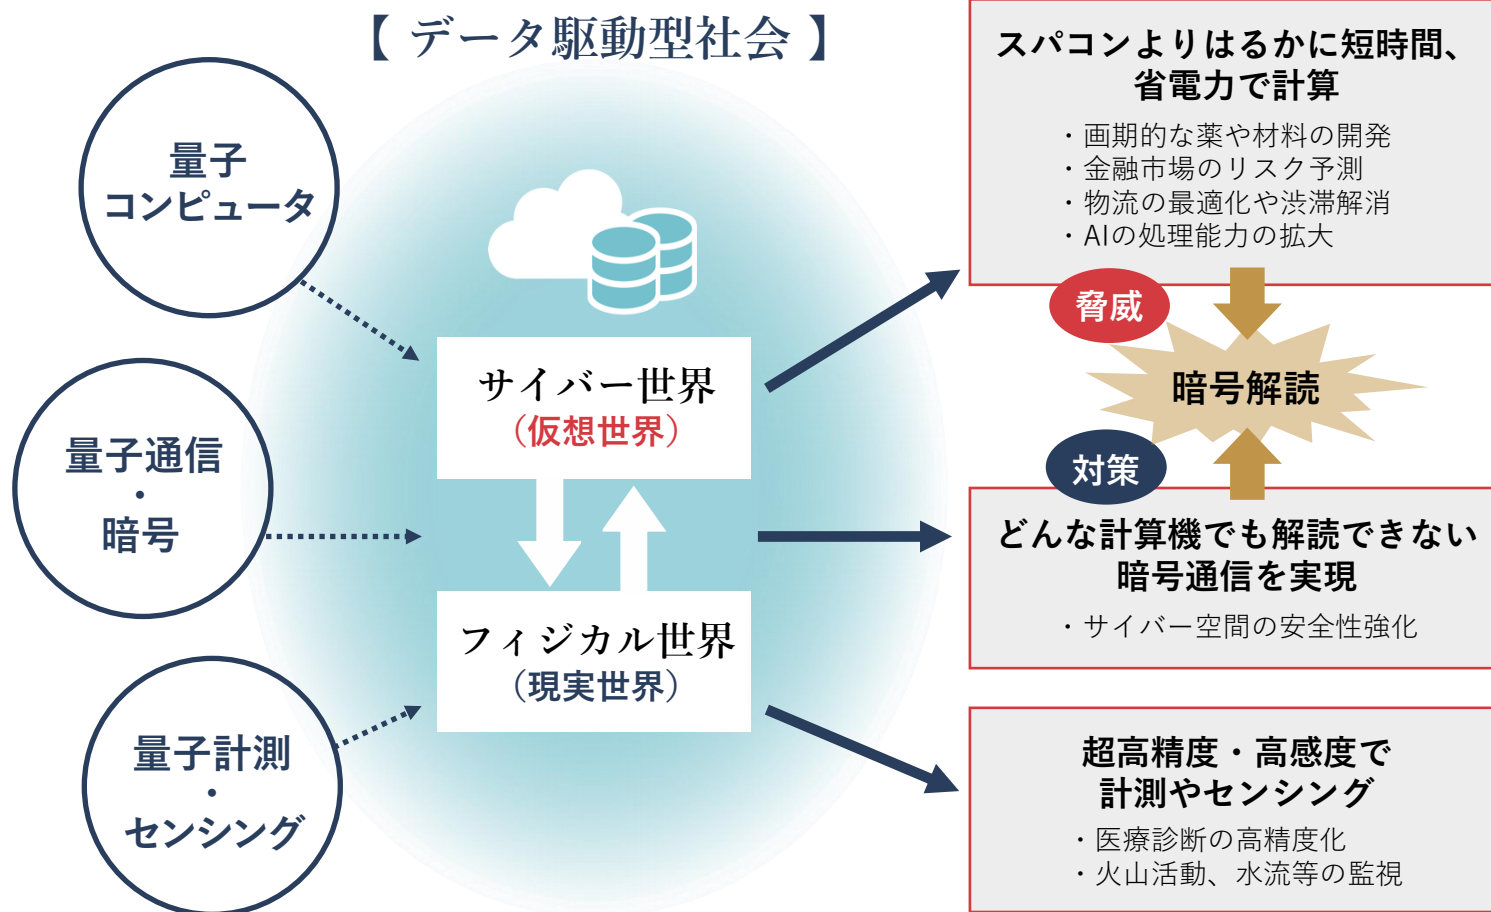 【 データ駆動型社会 】
量子
コンピュータ
量子通信
・
暗号
量子計測
・
センシング
サイバー世界
（仮想世界）
フィジカル世界
（現実世界）
スパコンよりはるかに短時間、
省電力で計算
・画期的な薬や材料の開発
・金融市場のリスク予測
・物流の最適化や渋滞解消
・AIの処理能力の拡大
脅威
暗号解読
対策
どんな計算機でも解読できない
暗号通信を実現
・サイバー空間の安全性強化
超高精度・高感度で
計測やセンシング
・医療診断の高精度化
・火山活動、水流等の監視